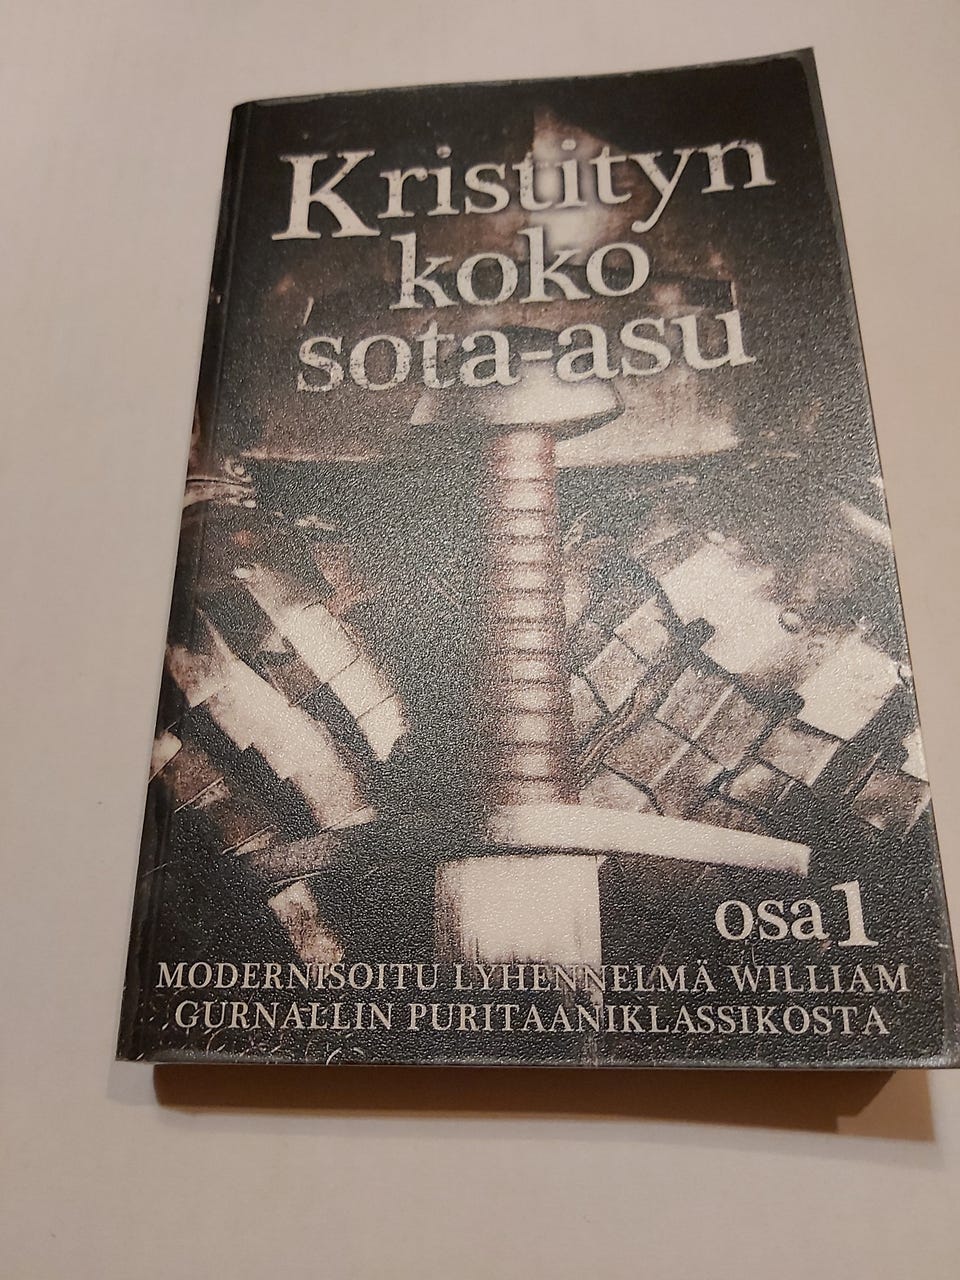 Kristityn
koko
sota-asu
osa 1
MODERNISOITU LYHENNELMÄ WILLIAM
GURNALLIN PURITAANIKLASSIKOSTA